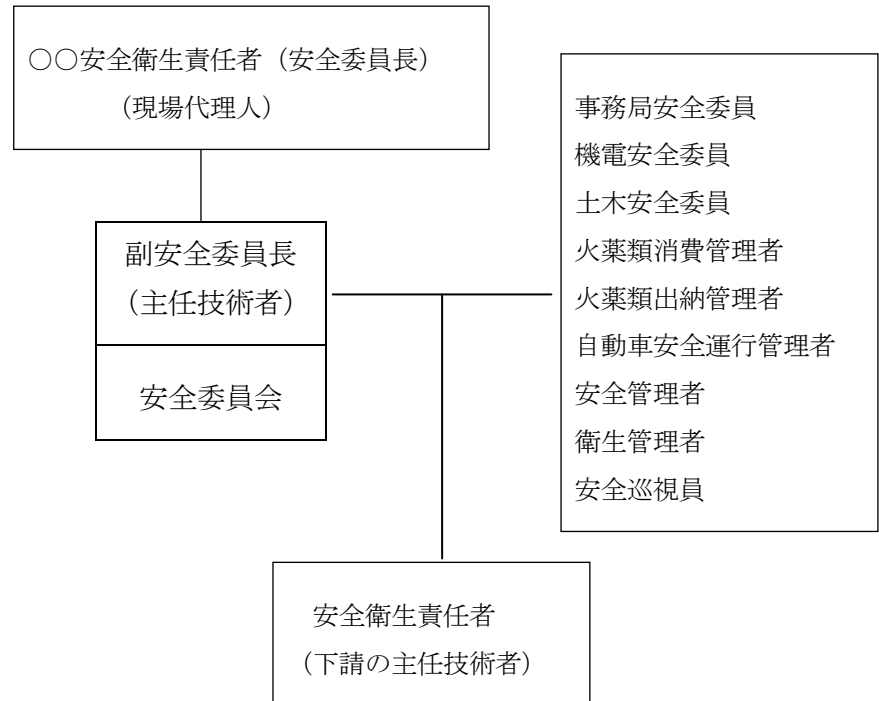 ○○安全衛生責任者（安全委員長）
（現場代理人）
副安全委員長
（主任技術者）
安全委員会
事務局安全委員
機電安全委員
土木安全委員
火薬類消費管理者
火薬類出納管理者
自動車安全運行管理者
安全管理者
衛生管理者
安全巡視員
安全衛生責任者
（下請の主任技術者）